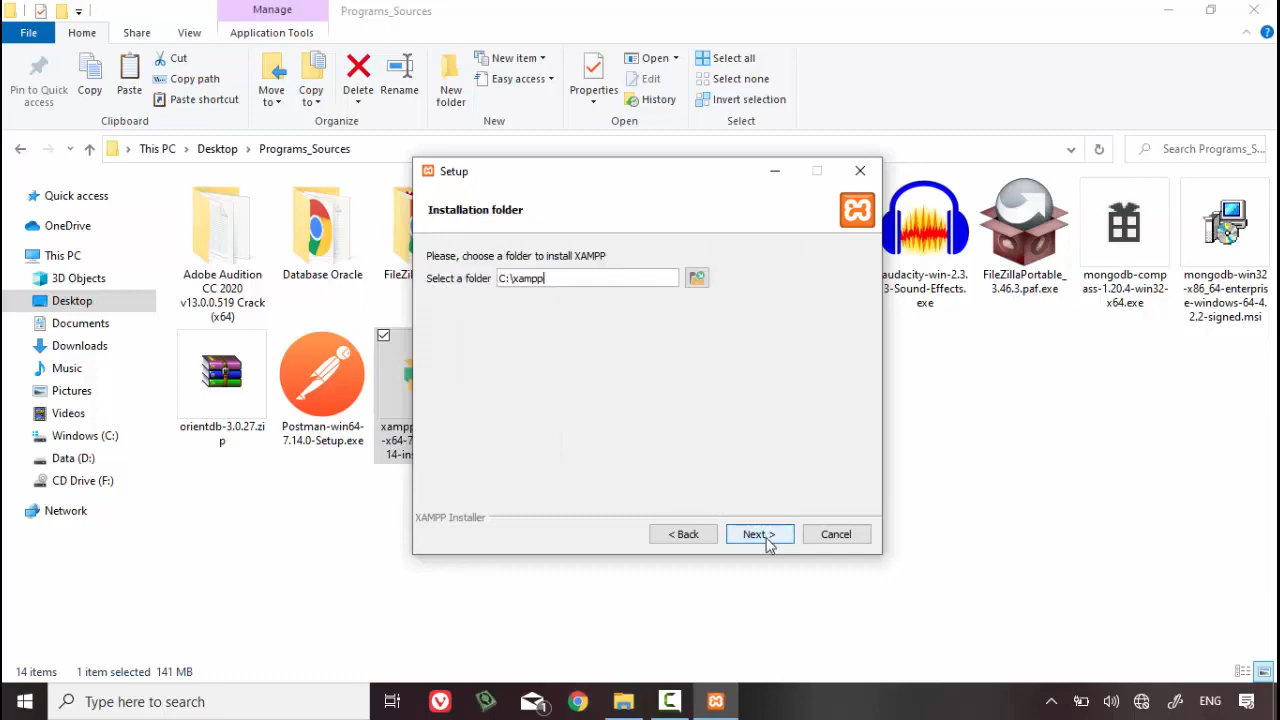 Manage
Programs_Sources
File
Home
Share
View
Application Tools
Pin to Quick
access
Copy
Paste
Cut
Copy path
Paste shortcut
Clipboard
Move
to
Copy
to
Delete
Rename
Organize
New
folder
New item
Easy access
New
Properties
Open
Edit
History
Open
Select all
Select none
Invert selection
Select
This PC
Desktop
Programs_Sources
Search Programs_S...
Quick access
OneDrive
This PC
3D Objects
Desktop
Documents
Downloads
Music
Pictures
Videos
Windows (C:)
Data (D:)
CD Drive (F:)
Network
Adobe Audition
CC 2020
v13.0.0.519 Crack
(x64)
Database Oracle
FileZ
audacity-win-2.3.
3-Sound-Effects.
exe
FileZillaPortable_
3.46.3.paf.exe
mongodb-comp
ass-1.20.4-win32-
x64.exe
mongodb-win32
-x86_64-enterpris
e-windows-64-4.
2.2-signed.msi
orientdb-3.0.27.zi
p
Postman-win64-
7.14.0-Setup.exe
xamp
-x64-7
14-in
Setup
Installation folder
Please, choose a folder to install XAMPP
Select a folder
C:\xampp
XAMPP Installer
< Back
Next >
Cancel
14 items
1 item selected
141 MB
Type here to search
1
ENG